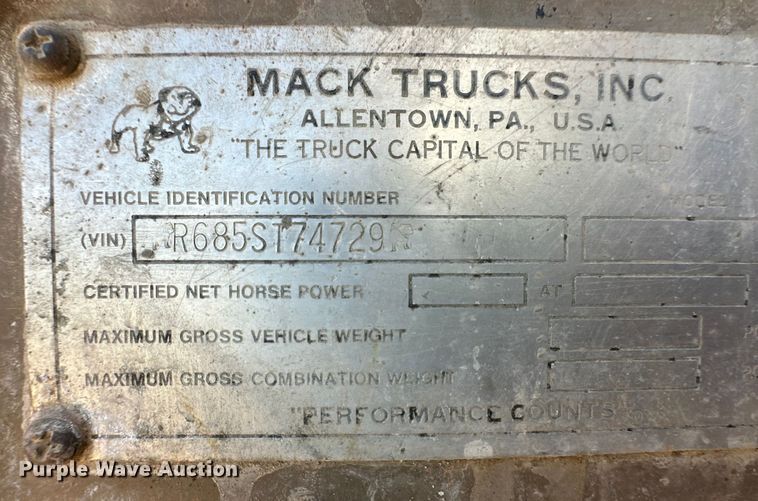 MACK TRUCKS, INC.
ALLENTOWN, PA., U.S.A.
"THE TRUCK CAPITAL OF THE WORLD"
VEHICLE IDENTIFICATION NUMBER MODEL
(VIN) R685ST74729
CERTIFIED NET HORSE POWER AT
MAXIMUM GROSS VEHICLE WEIGHT
MAXIMUM GROSS COMBINATION WEIGHT
"PERFORMANCE COUNTS"
Purple Wave Auction